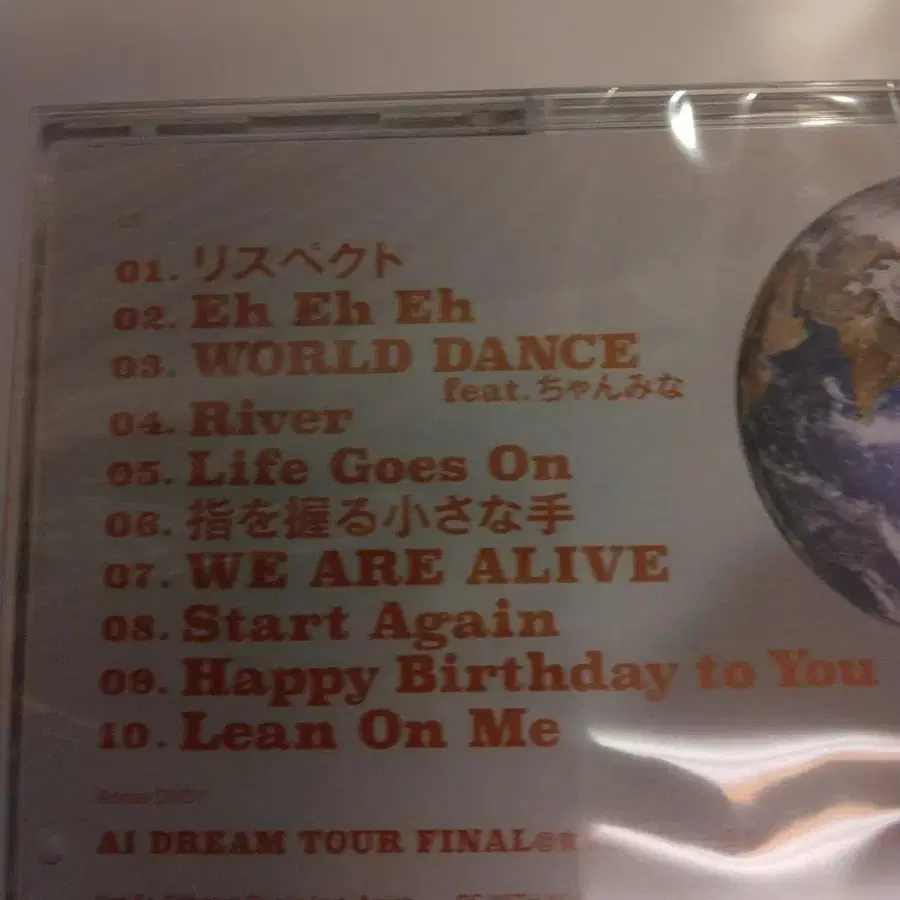 CD
01. リスペクト
02. Eh Eh Eh
03. WORLD DANCE
feat.ちゃんみな
04. River
05. Life Goes On
06. 指を握る小さな手
07. WE ARE ALIVE
08. Start Again
09. Happy Birthday to You
10. Lean On Me
AI DREAM TOUR FINAL@